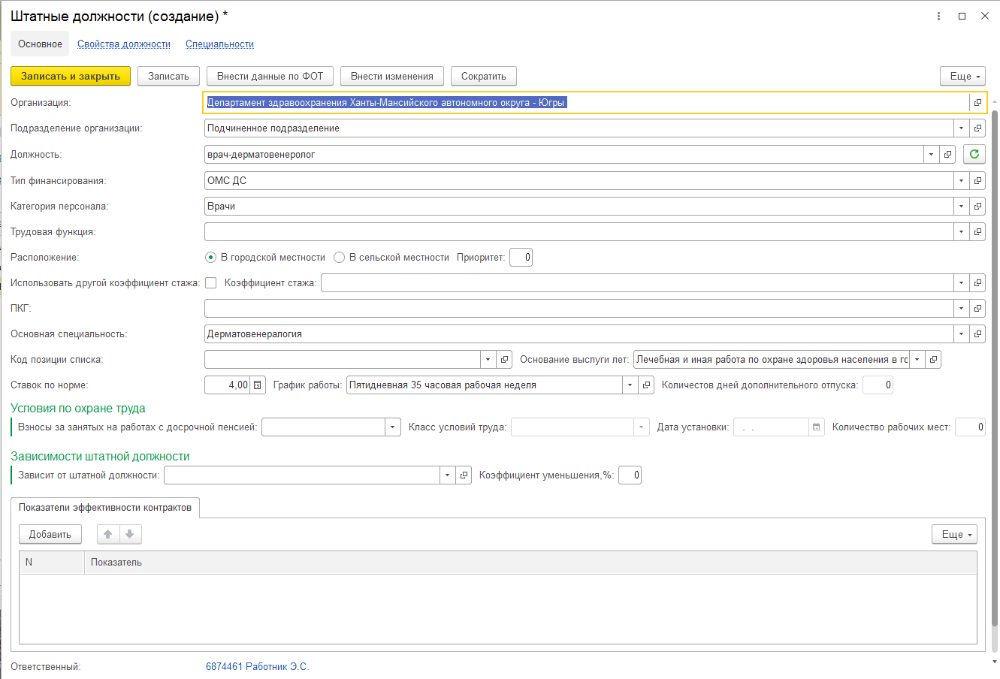 Штатные должности (создание) *
Основное Свойства должности Специальности
Записать и закрыть Записать Внести данные по ФОТ Внести изменения Сократить Еще
Организация: Департамент здравоохранения Ханты-Мансийского автономного округа - Югры
Подразделение организации: Подчиненное подразделение
Должность: врач-дерматовенеролог
Тип финансирования: ОМС ДС
Категория персонала: Врачи
Трудовая функция:
Расположение: В городской местности В сельской местности Приоритет: 0
Использовать другой коэффициент стажа: Коэффициент стажа:
ПКГ:
Основная специальность: Дерматовенералогия
Код позиции списка: Основание выслуги лет: Лечебная и иная работа по охране здоровья населения в гс
Ставок по норме: 4,00 График работы: Пятидневная 35 часовая рабочая неделя Количестов дней дополнительного отпуска: 0
Условия по охране труда
Взносы за занятых на работах с досрочной пенсией: Класс условий труда: Дата установки: . . Количество рабочих мест: 0
Зависимости штатной должности
Зависит от штатной должности: Коэффициент уменьшения,%: 0
Показатели эффективности контрактов
Добавить Еще
N Показатель
Ответственный: 6874461 Работник Э.С.